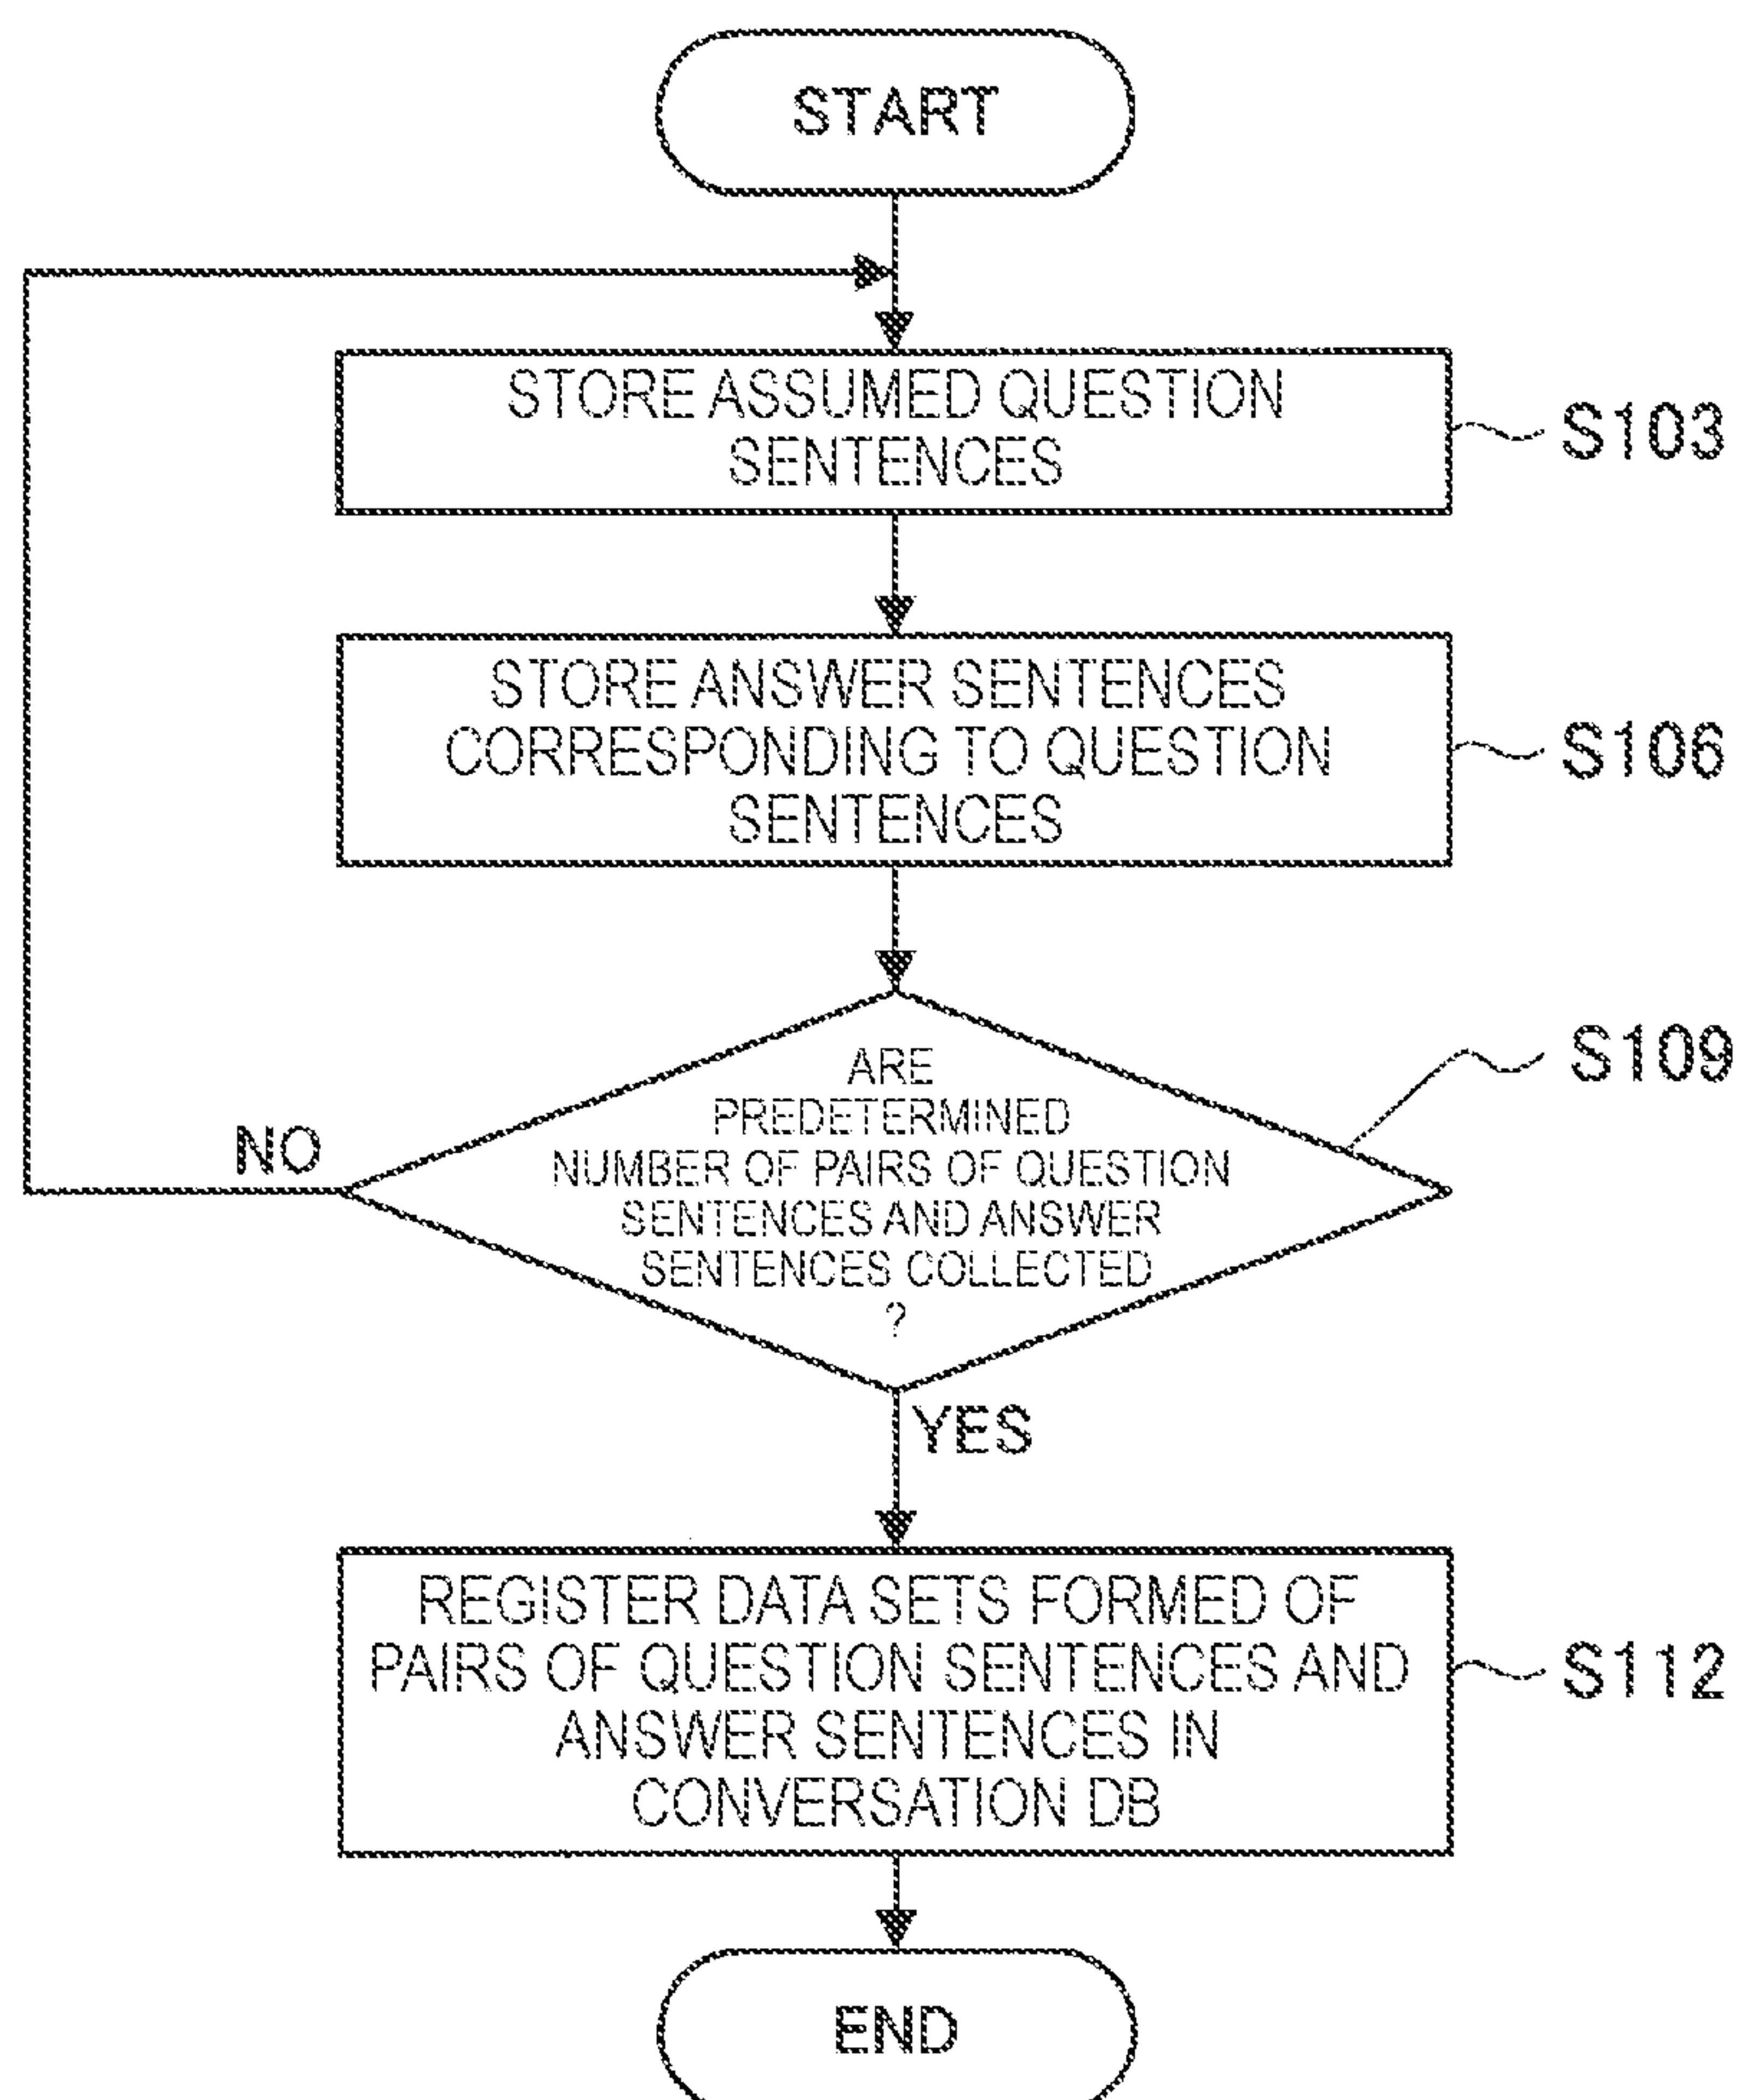 START
STORE ASSUMED QUESTION
SENTENCES
S103
STORE ANSWER SENTENCES
CORRESPONDING TO QUESTION
SENTENCES
S106
ARE
PREDETERMINED
NUMBER OF PAIRS OF QUESTION
SENTENCES AND ANSWER
SENTENCES COLLECTED
?
S109
NO
YES
REGISTER DATA SETS FORMED OF
PAIRS OF QUESTION SENTENCES AND
ANSWER SENTENCES IN
CONVERSATION DB
S112
END